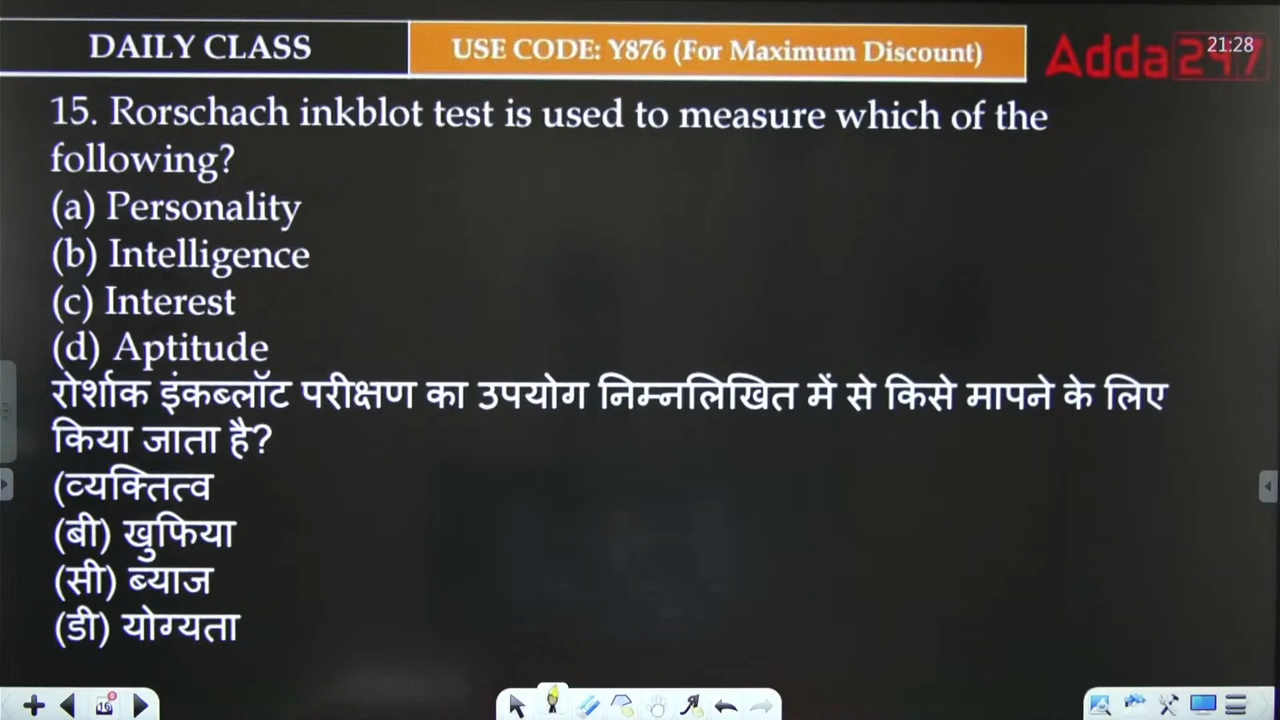 DAILY CLASS
USE CODE: Y876 (For Maximum Discount)
Adda247
21:28
15. Rorschach inkblot test is used to measure which of the
following?
(a) Personality
(b) Intelligence
(c) Interest
(d) Aptitude
रोर्शाक इंकब्लॉट परीक्षण का उपयोग निम्नलिखित में से किसे मापने के लिए
किया जाता है?
(व्यक्तित्व
(बी) खुफिया
(सी) ब्याज
(डी) योग्यता
16